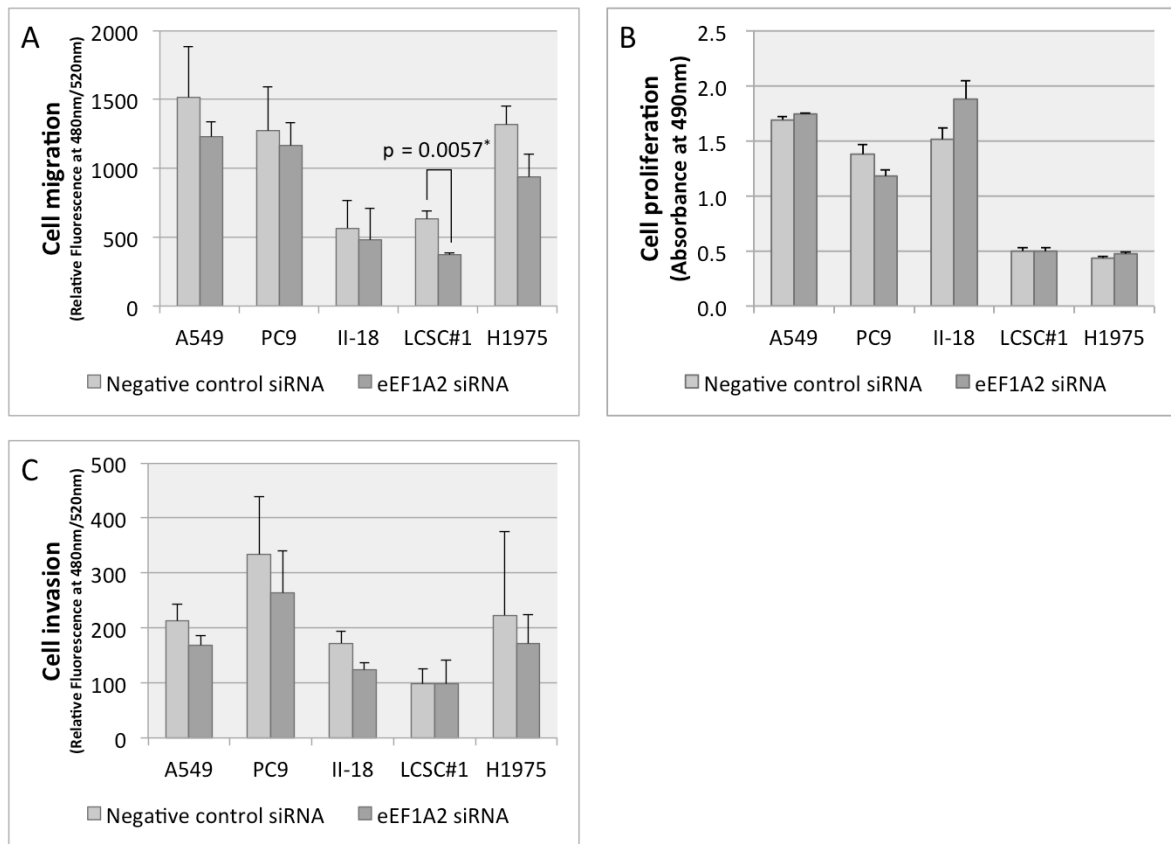 A
Cell migration
(Relative Fluorescence at 480nm/520nm)
2000
1500
1000
500
0
p = 0.0057*
A549 PC9 II-18 LCSC#1 H1975
Negative control siRNA eEF1A2 siRNA
B
Cell proliferation
(Absorbance at 490nm)
2.5
2.0
1.5
1.0
0.5
0.0
A549 PC9 II-18 LCSC#1 H1975
Negative control siRNA eEF1A2 siRNA
C
Cell invasion
(Relative Fluorescence at 480nm/520nm)
500
400
300
200
100
0
A549 PC9 II-18 LCSC#1 H1975
Negative control siRNA eEF1A2 siRNA